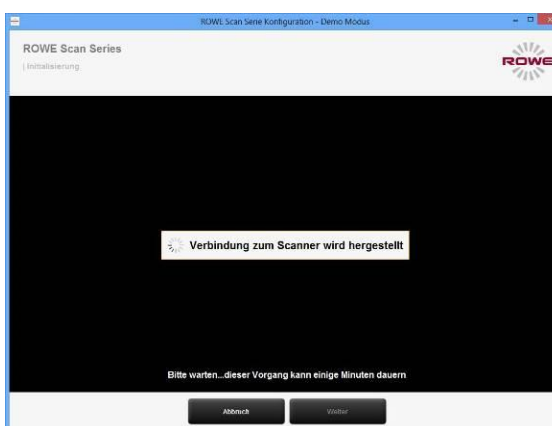 ROWE Scan Serie Konfiguration - Demo Modus
ROWE Scan Series
| Initialisierung
ROWE
Verbindung zum Scanner wird hergestellt
Bitte warten...dieser Vorgang kann einige Minuten dauern
Abbruch
Weiter